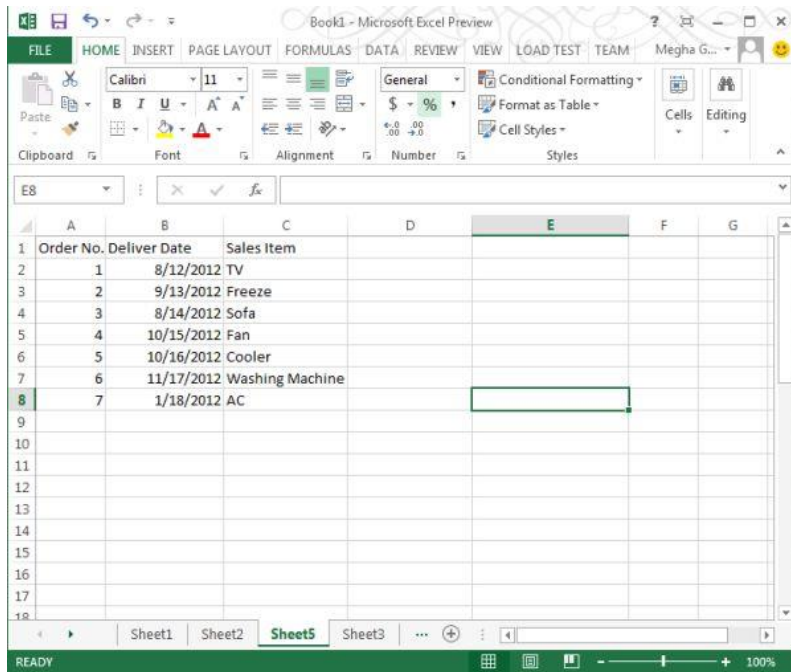 Book1 - Microsoft Excel Preview
FILE HOME INSERT PAGE LAYOUT FORMULAS DATA REVIEW VIEW LOAD TEST TEAM Megha G...
Paste
Calibri 11
B I U A A
A
General
$ % ,
.00 .0
Conditional Formatting
Format as Table
Cell Styles
Cells
Editing
Clipboard Font Alignment Number Styles
E8 fx
A B C D E F G
1 Order No. Deliver Date Sales Item
2 1 8/12/2012 TV
3 2 9/13/2012 Freeze
4 3 8/14/2012 Sofa
5 4 10/15/2012 Fan
6 5 10/16/2012 Cooler
7 6 11/17/2012 Washing Machine
8 7 1/18/2012 AC
9
10
11
12
13
14
15
16
17
18
Sheet1 Sheet2 Sheet5 Sheet3 ...
READY 100%